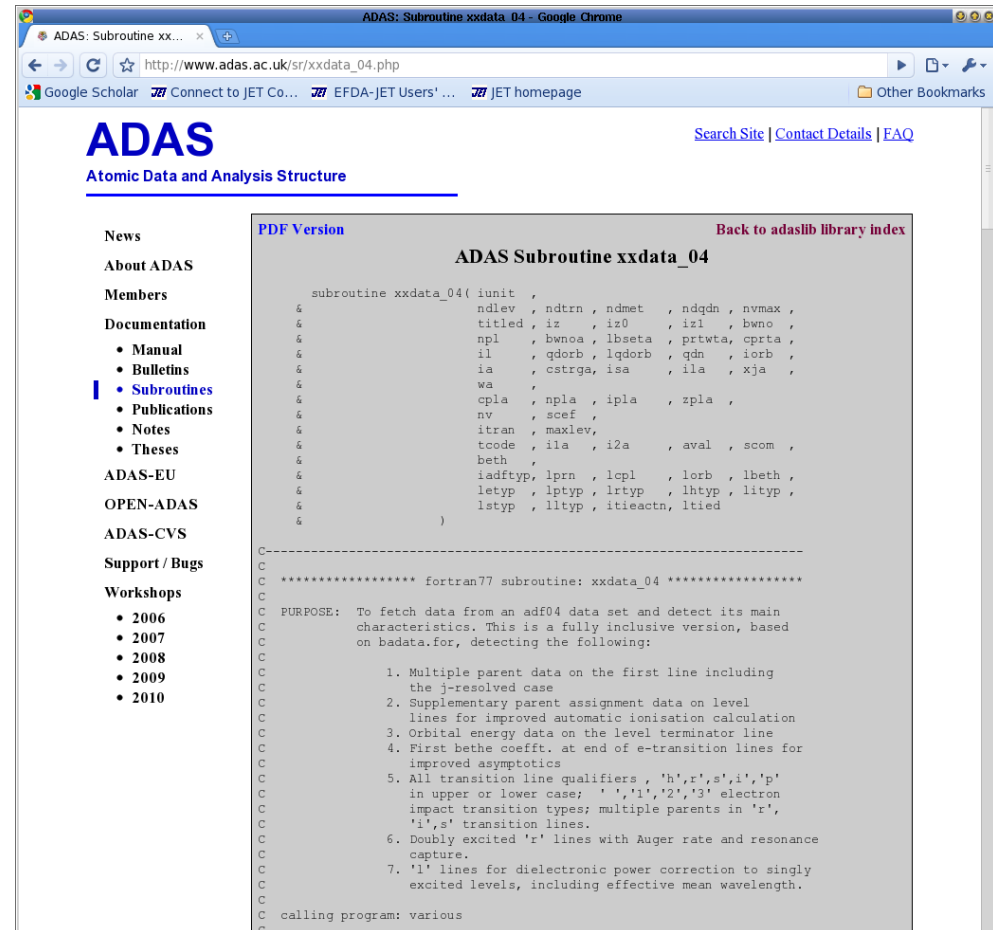 ADAS: Subroutine xxdata_04 - Google Chrome
ADAS: Subroutine xx...
http://www.adas.ac.uk/sr/xxdata_04.php
Google Scholar JET Connect to JET Co... JET EFDA-JET Users' ... JET JET homepage Other Bookmarks
ADAS
Search Site | Contact Details | FAQ
Atomic Data and Analysis Structure
News
About ADAS
Members
Documentation
• Manual
• Bulletins
• Subroutines
• Publications
• Notes
• Theses
ADAS-EU
OPEN-ADAS
ADAS-CVS
Support / Bugs
Workshops
• 2006
• 2007
• 2008
• 2009
• 2010
PDF Version Back to adaslib library index
ADAS Subroutine xxdata_04
subroutine xxdata_04( iunit ,
& ndlev , ndtrn , ndmet , ndqdn , nvmax ,
& titled , iz , iz0 , iz1 , bwno ,
& npl , bwnoa , lbseta , prtwta, cprta ,
& il , qdorb , lqdorb , qdn , iorb ,
& ia , cstrga, isa , ila , xja ,
& wa ,
& cpla , npla , ipla , zpla ,
& nv , scef ,
& itran , maxlev,
& tcode , i1a , i2a , aval , scom ,
& beth ,
& iadftyp, lprn , lcpl , lorb , lbeth ,
& letyp , lptyp , lrtyp , lhtyp , lityp ,
& lstyp , lltyp , itieactn, ltied
& )
C-----------------------------------------------------------------------
C
C ****************** fortran77 subroutine: xxdata_04 ******************
C
C PURPOSE: To fetch data from an adf04 data set and detect its main
C characteristics. This is a fully inclusive version, based
C on badata.for, detecting the following:
C
C 1. Multiple parent data on the first line including
C the j-resolved case
C 2. Supplementary parent assignment data on level
C lines for improved automatic ionisation calculation
C 3. Orbital energy data on the level terminator line
C 4. First bethe coefft. at end of e-transition lines for
C improved asymptotics
C 5. All transition line qualifiers , 'h',r',s',i','p'
C in upper or lower case; ' ','1','2','3' electron
C impact transition types; multiple parents in 'r',
C 'i',s' transition lines.
C 6. Doubly excited 'r' lines with Auger rate and resonance
C capture.
C 7. 'l' lines for dielectronic power correction to singly
C excited levels, including effective mean wavelength.
C
C calling program: various
C